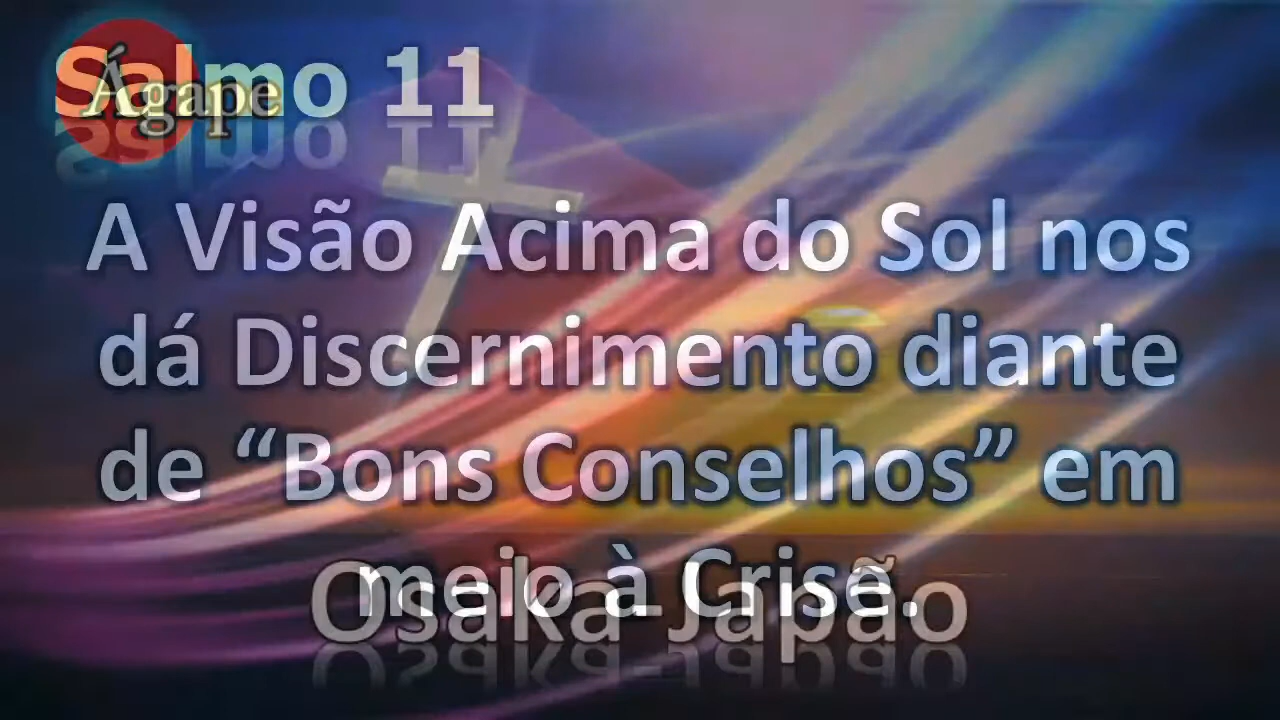 Salmo 11
Ágape
A Visão Acima do Sol nos
dá Discernimento diante
de “Bons Conselhos” em
meio à Crise.
Osaka-Japão